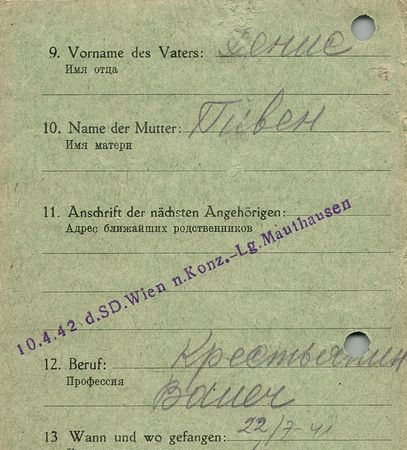 9. Vorname des Vaters: Денис
Имя отца
10. Name der Mutter: Пивен
Имя матери
11. Anschrift der nächsten Angehörigen:
Адрес ближайших родственников
10.4.42 d.SD.Wien n.Konz.-Lg.Mauthausen
12. Beruf: Крестьянин
Профессия
13 Wann und wo gefangen: 22/7-41